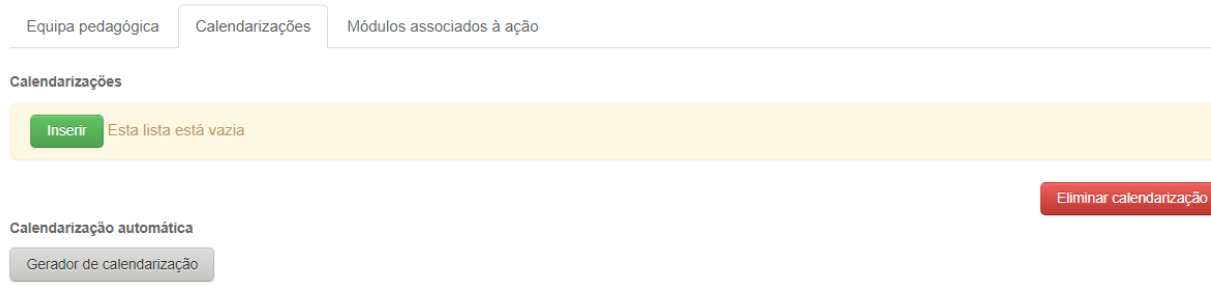 Equipa pedagógica Calendarizações Módulos associados à ação
Calendarizações
Inserir Esta lista está vazia
Eliminar calendarização
Calendarização automática
Gerador de calendarização